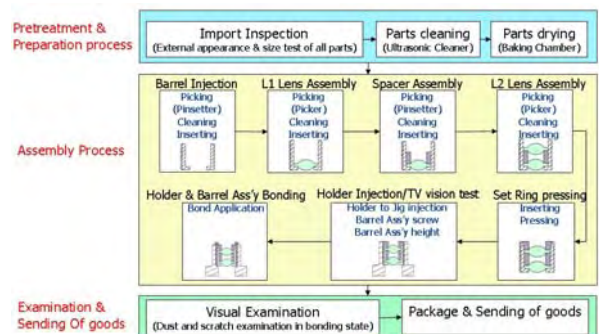 Pretreatment &
Preparation process
Import Inspection
(External appearance & size test of all parts)
Parts cleaning
(Ultrasonic Cleaner)
Parts drying
(Baking Chamber)
Assembly Process
Barrel Injection
Picking
(Pinsetter)
Cleaning
Inserting
L1 Lens Assembly
Picking
(Picker)
Cleaning
Inserting
Spacer Assembly
Picking
(Pinsetter)
Cleaning
Inserting
L2 Lens Assembly
Picking
(Picker)
Cleaning
Inserting
Holder & Barrel Ass'y Bonding
Bond Application
Holder Injection/TV vision test
Holder to Jig injection
Barrel Ass'y screw
Barrel Ass'y height
Set Ring pressing
Inserting
Pressing
Examination &
Sending Of goods
Visual Examination
(Dust and scratch examination in bonding state)
Package & Sending of goods